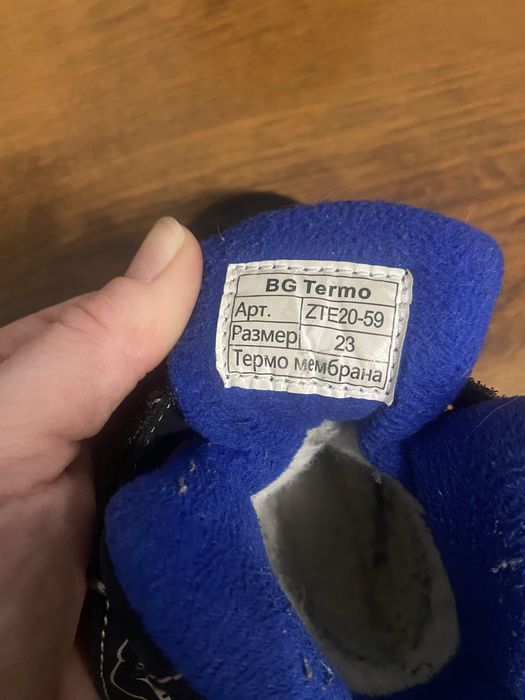 BG Termo
Арт. ZTE20-59
Размер 23
Термо мембрана